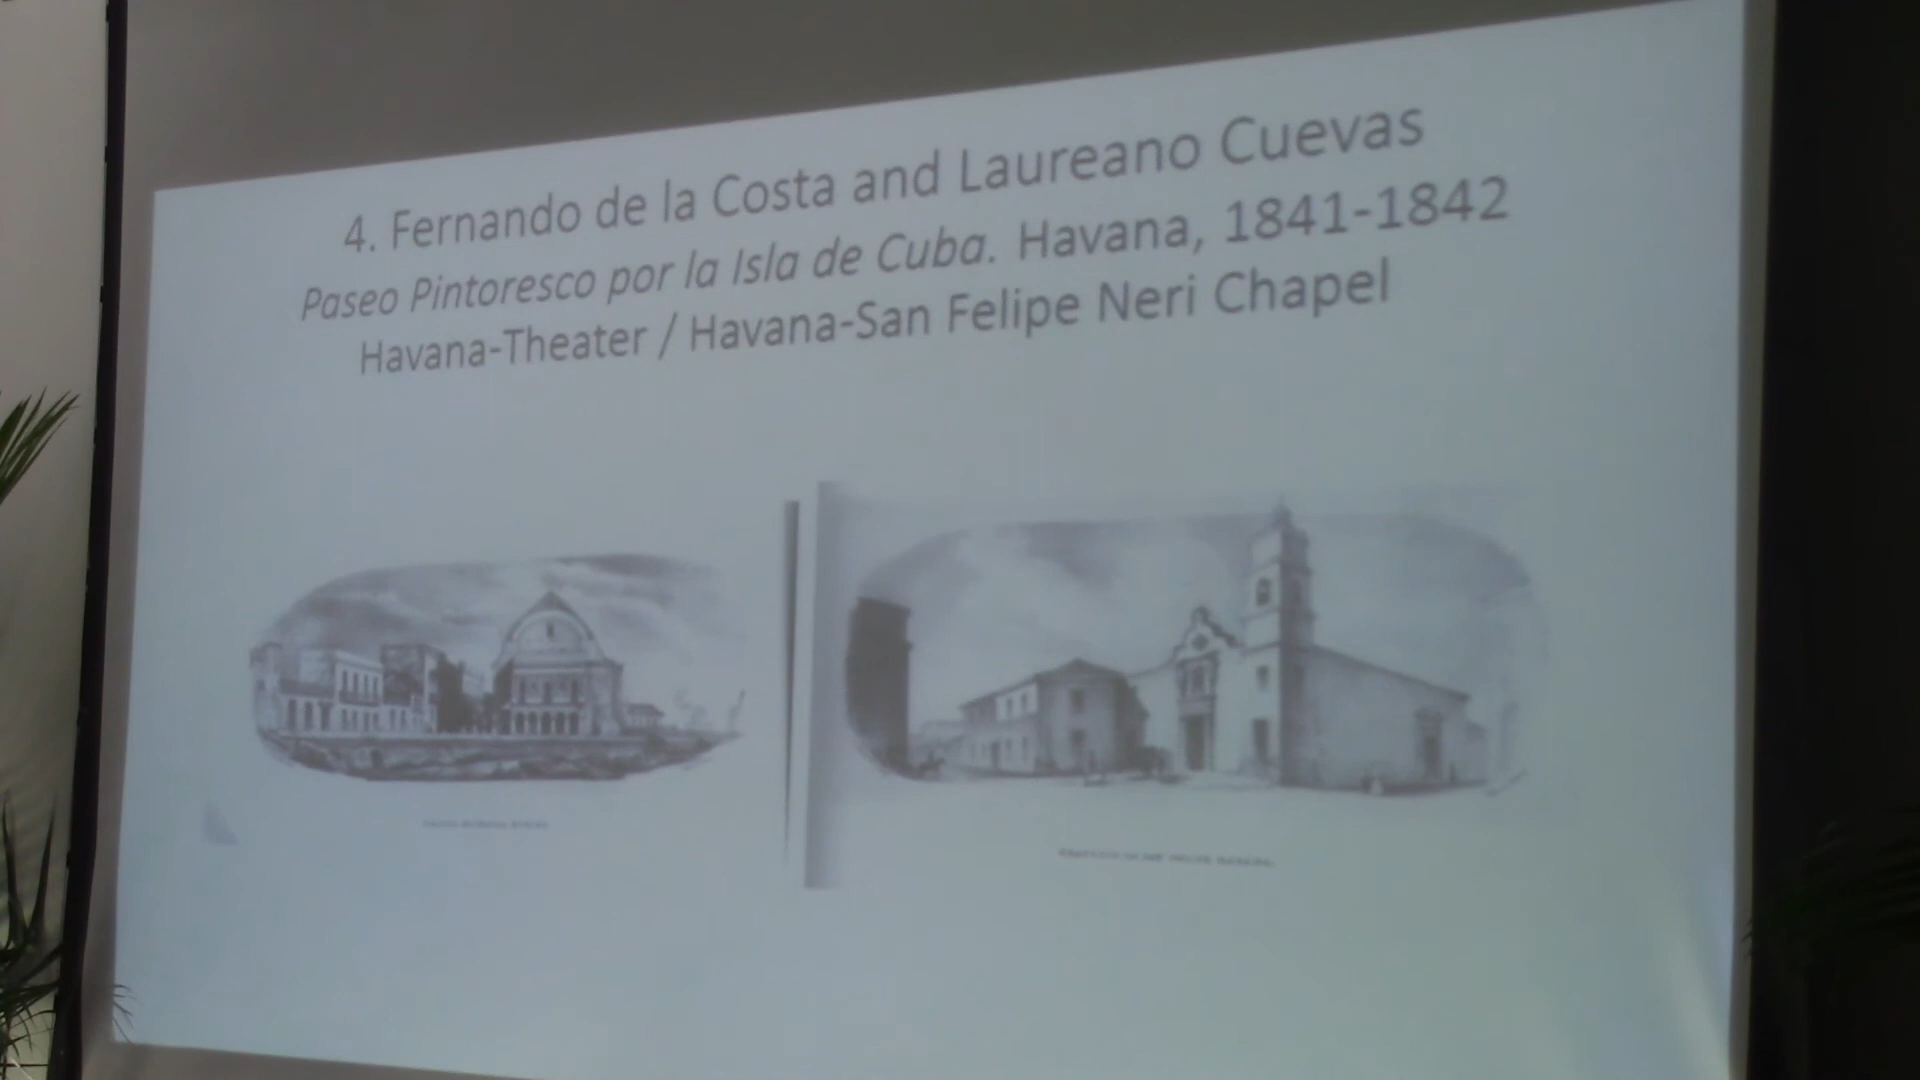 4. Fernando de la Costa and Laureano Cuevas
Paseo Pintoresco por la Isla de Cuba. Havana, 1841-1842
Havana-Theater / Havana-San Felipe Neri Chapel